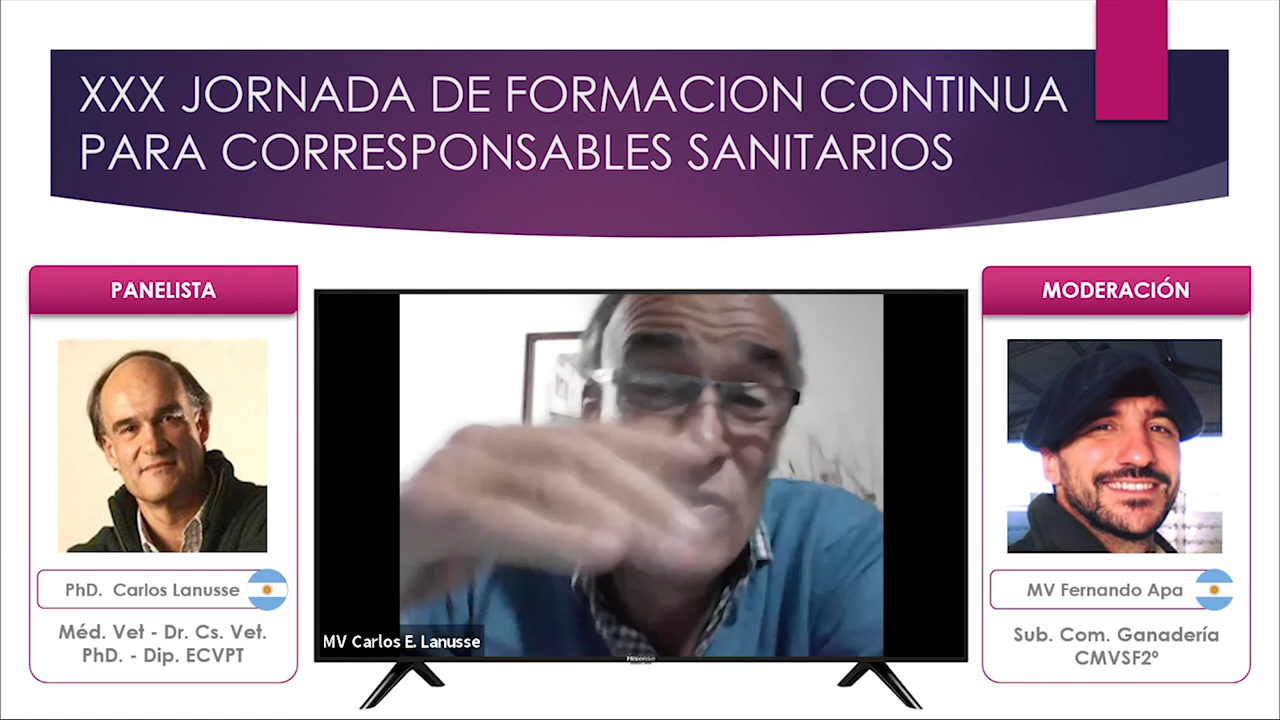 XXX JORNADA DE FORMACION CONTINUA
PARA CORRESPONSABLES SANITARIOS
PANELISTA
PhD. Carlos Lanusse
Méd. Vet - Dr. Cs. Vet.
PhD. - Dip. ECVPT
MV Carlos E. Lanusse
Hisense
MODERACIÓN
MV Fernando Apa
Sub. Com. Ganadería
CMVSF2º